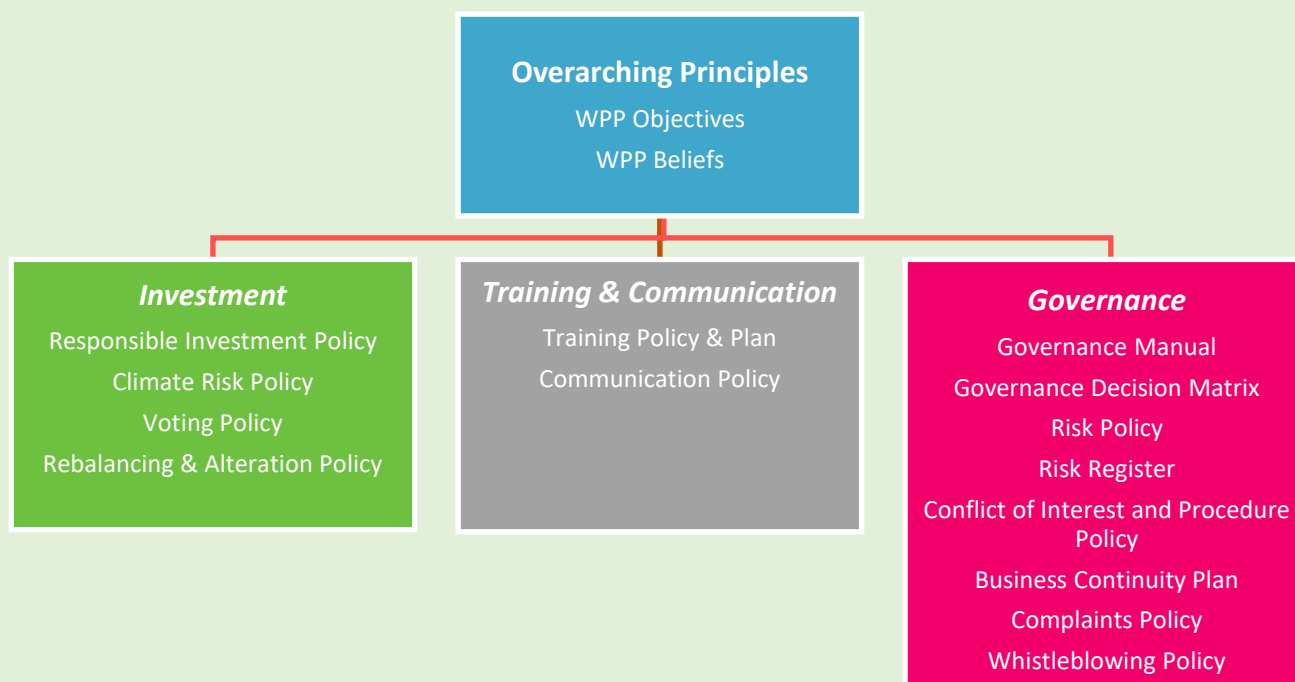 Overarching Principles
WPP Objectives
WPP Beliefs
Investment
Responsible Investment Policy
Climate Risk Policy
Voting Policy
Rebalancing & Alteration Policy
Training & Communication
Training Policy & Plan
Communication Policy
Governance
Governance Manual
Governance Decision Matrix
Risk Policy
Risk Register
Conflict of Interest and Procedure
Policy
Business Continuity Plan
Complaints Policy
Whistleblowing Policy